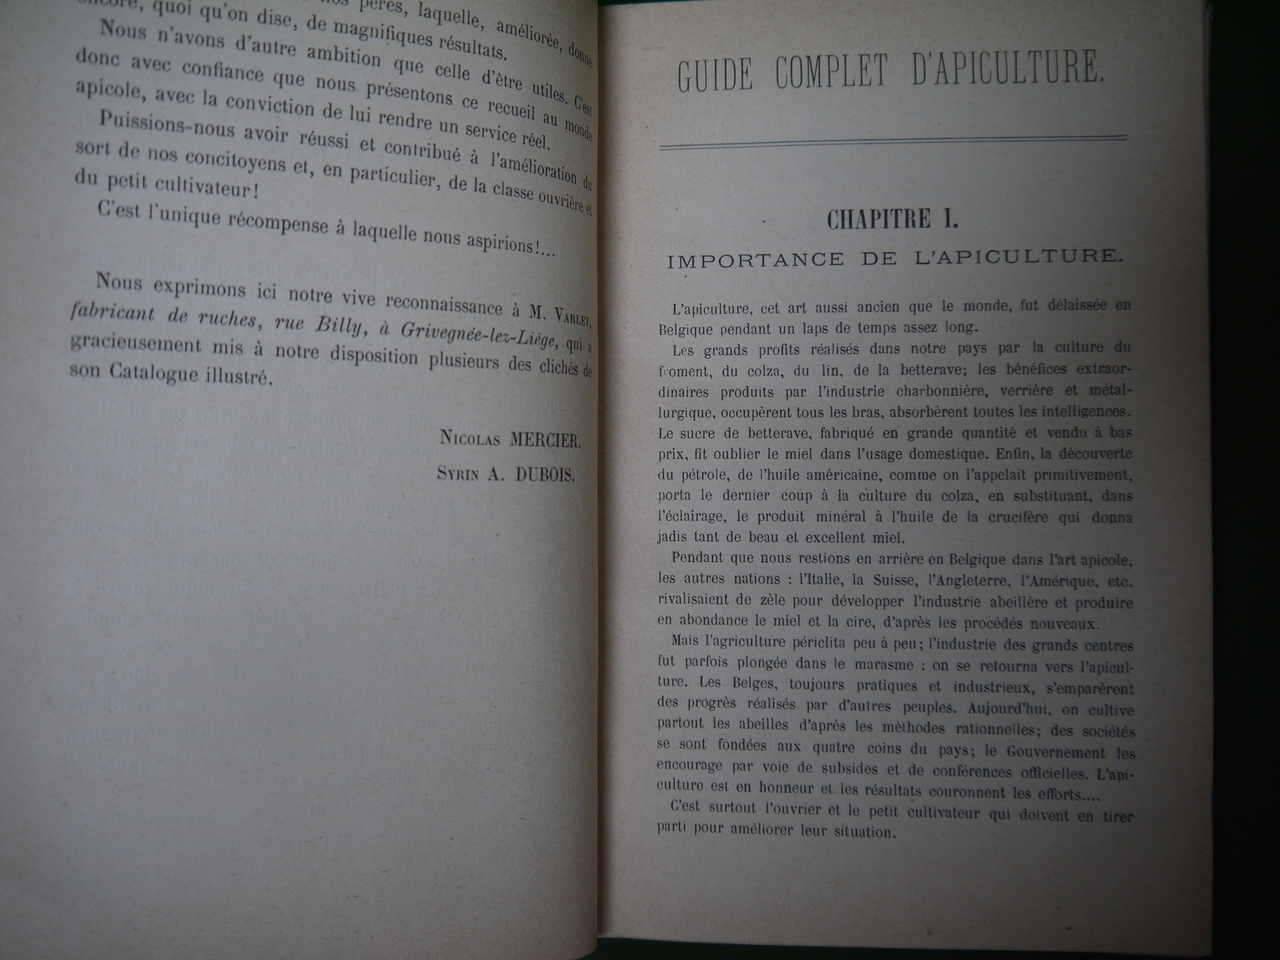 nos pères, laquelle, améliorée, donne
encore, quoi qu'on dise, de magnifiques résultats.
Nous n'avons d'autre ambition que celle d'être utiles. C'est
donc avec confiance que nous présentons ce recueil au monde
apicole, avec la conviction de lui rendre un service réel.
Puissions-nous avoir réussi et contribué à l'amélioration du
sort de nos concitoyens et, en particulier, de la classe ouvrière et
du petit cultivateur!
C'est l'unique récompense à laquelle nous aspirions!...
Nous exprimons ici notre vive reconnaissance à M. VARLET,
fabricant de ruches, rue Billy, à Grivegnée-lez-Liége, qui a
gracieusement mis à notre disposition plusieurs des clichés de
son Catalogue illustré.
NICOLAS MERCIER.
SYRIN A. DUBOIS.
GUIDE COMPLET D'APICULTURE.
CHAPITRE I.
IMPORTANCE DE L'APICULTURE.
L'apiculture, cet art aussi ancien que le monde, fut délaissée en
Belgique pendant un laps de temps assez long.
Les grands profits réalisés dans notre pays par la culture du
froment, du colza, du lin, de la betterave; les bénéfices extraor-
dinaires produits par l'industrie charbonnière, verrière et métal-
lurgique, occupèrent tous les bras, absorbèrent toutes les intelligences.
Le sucre de betterave, fabriqué en grande quantité et vendu à bas
prix, fit oublier le miel dans l'usage domestique. Enfin, la découverte
du pétrole, de l'huile américaine, comme on l'appelait primitivement,
porta le dernier coup à la culture du colza, en substituant, dans
l'éclairage, le produit minéral à l'huile de la crucifère qui donna
jadis tant de beau et excellent miel.
Pendant que nous restions en arrière en Belgique dans l'art apicole,
les autres nations : l'Italie, la Suisse, l'Angleterre, l'Amérique, etc.
rivalisaient de zèle pour développer l'industrie abeillère et produire
en abondance le miel et la cire, d'après les procédés nouveaux.
Mais l'agriculture périclita peu à peu; l'industrie des grands centres
fut parfois plongée dans le marasme : on se retourna vers l'apicul-
ture. Les Belges, toujours pratiques et industrieux, s'emparèrent
des progrès réalisés par d'autres peuples. Aujourd'hui, on cultive
partout les abeilles d'après les méthodes rationnelles; des sociétés
se sont fondées aux quatre coins du pays; le Gouvernement les
encourage par voie de subsides et de conférences officielles. L'api-
culture est en honneur et les résultats couronnent les efforts....
C'est surtout l'ouvrier et le petit cultivateur qui doivent en tirer
parti pour améliorer leur situation.